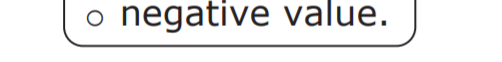 ○ negative value.